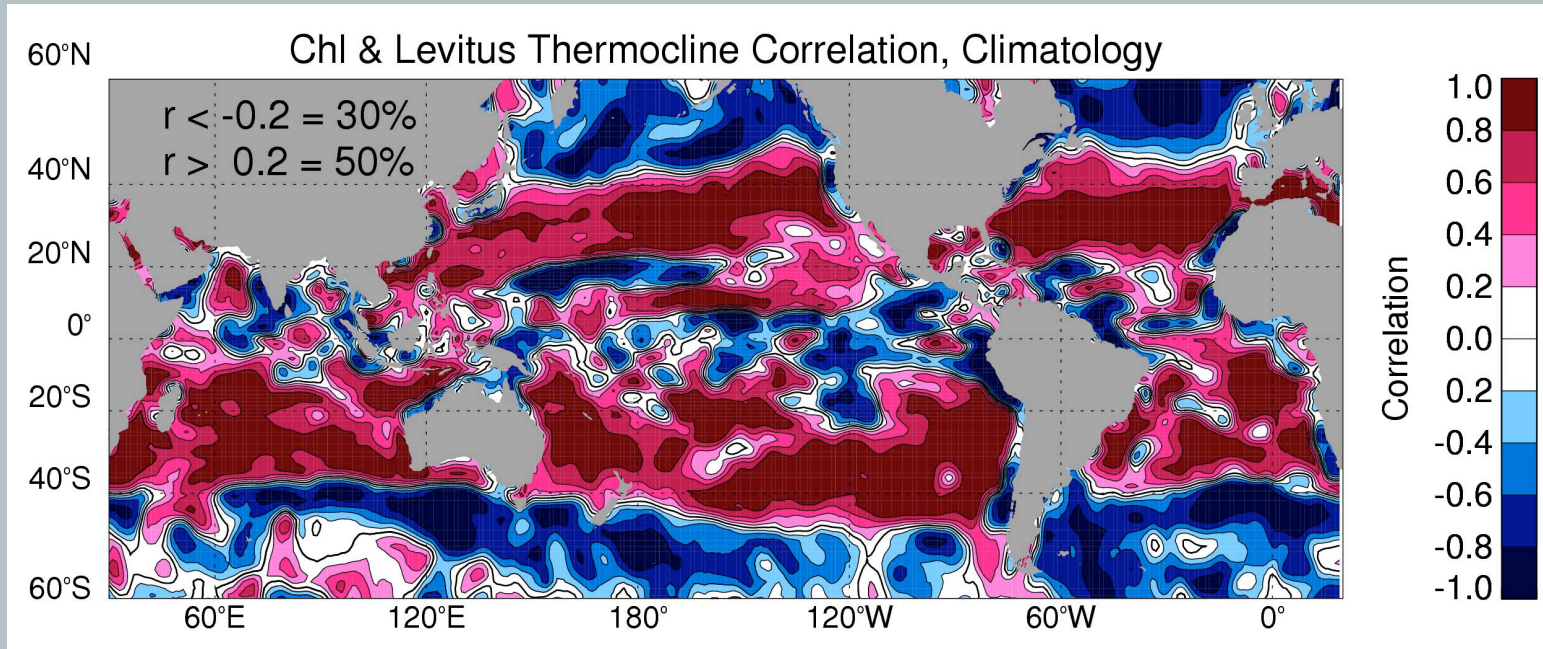 Chl & Levitus Thermocline Correlation, Climatology
60°N
40°N
20°N
0°
20°S
40°S
60°S
r < -0.2 = 30%
r > 0.2 = 50%
60°E
120°E
180°
120°W
60°W
0°
Correlation
1.0
0.8
0.6
0.4
0.2
0.0
0.2
-0.4
-0.6
-0.8
-1.0